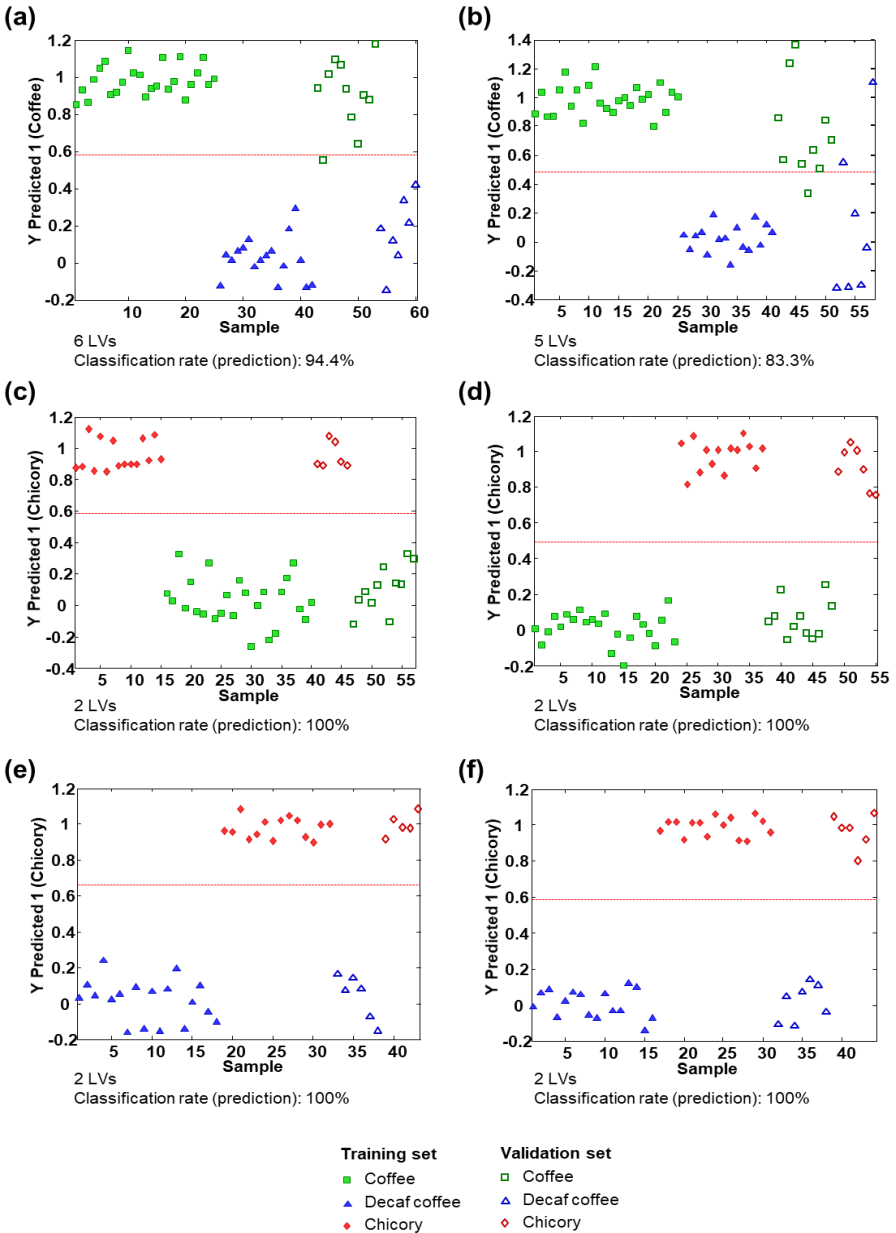 (a)
Y Predicted 1 (Coffee)
1.2
1
0.8
0.6
0.4
0.2
0
-0.2
10 20 30 40 50 60
Sample
6 LVs
Classification rate (prediction): 94.4%
(b)
Y Predicted 1 (Coffee)
1.4
1.2
1
0.8
0.6
0.4
0.2
0
-0.2
-0.4
5 10 15 20 25 30 35 40 45 50 55
Sample
5 LVs
Classification rate (prediction): 83.3%
(c)
Y Predicted 1 (Chicory)
1.2
1
0.8
0.6
0.4
0.2
0
-0.2
-0.4
5 10 15 20 25 30 35 40 45 50 55
Sample
2 LVs
Classification rate (prediction): 100%
(d)
Y Predicted 1 (Chicory)
1.2
1
0.8
0.6
0.4
0.2
0
-0.2
5 10 15 20 25 30 35 40 45 50 55
Sample
2 LVs
Classification rate (prediction): 100%
(e)
Y Predicted 1 (Chicory)
1.2
1
0.8
0.6
0.4
0.2
0
-0.2
5 10 15 20 25 30 35 40
Sample
2 LVs
Classification rate (prediction): 100%
(f)
Y Predicted 1 (Chicory)
1.2
1
0.8
0.6
0.4
0.2
0
-0.2
5 10 15 20 25 30 35 40
Sample
2 LVs
Classification rate (prediction): 100%
Training set
Coffee
Decaf coffee
Chicory
Validation set
Coffee
Decaf coffee
Chicory